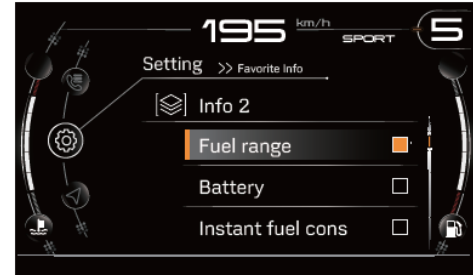 195 km/h SPORT 5
Setting >> Favorite Info
Info 2
Fuel range
Battery
Instant fuel cons